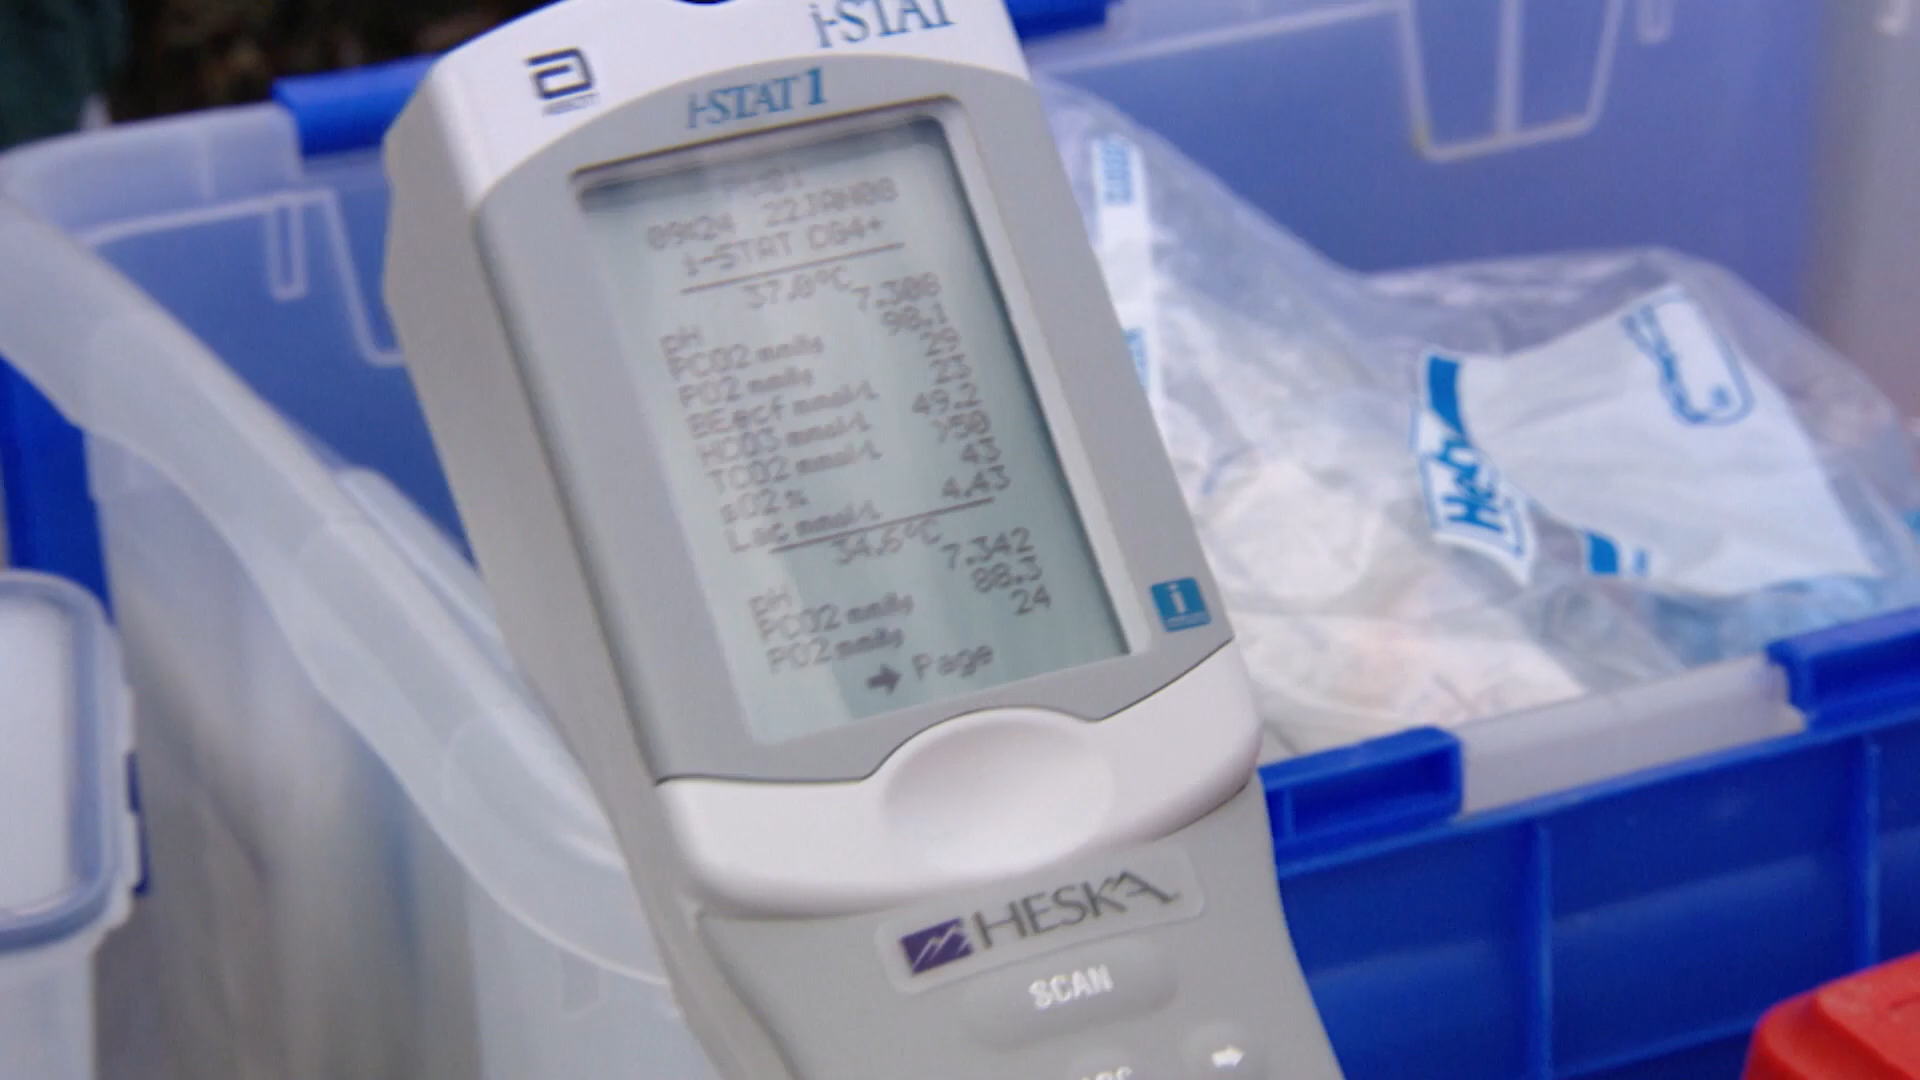 i-STAT
i-STAT 1
09:24 22JAN08
i-STAT CG4+
37.0°C
pH 7.308
PCO2 mmHg 98.1
PO2 mmHg 29
BEecf mmol/L 23
HCO3 mmol/L 49.2
TCO2 mmol/L >50
sO2 % 43
Lac mmol/L 4.43
34.6°C
pH 7.342
PCO2 mmHg 88.3
PO2 mmHg 24
→ Page
i
HESKA
SCAN